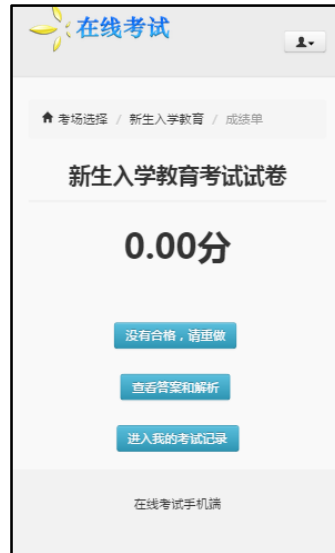 在线考试
考场选择 / 新生入学教育 / 成绩单
新生入学教育考试试卷
0.00分
没有合格，请重做
查看答案和解析
进入我的考试记录
在线考试手机端